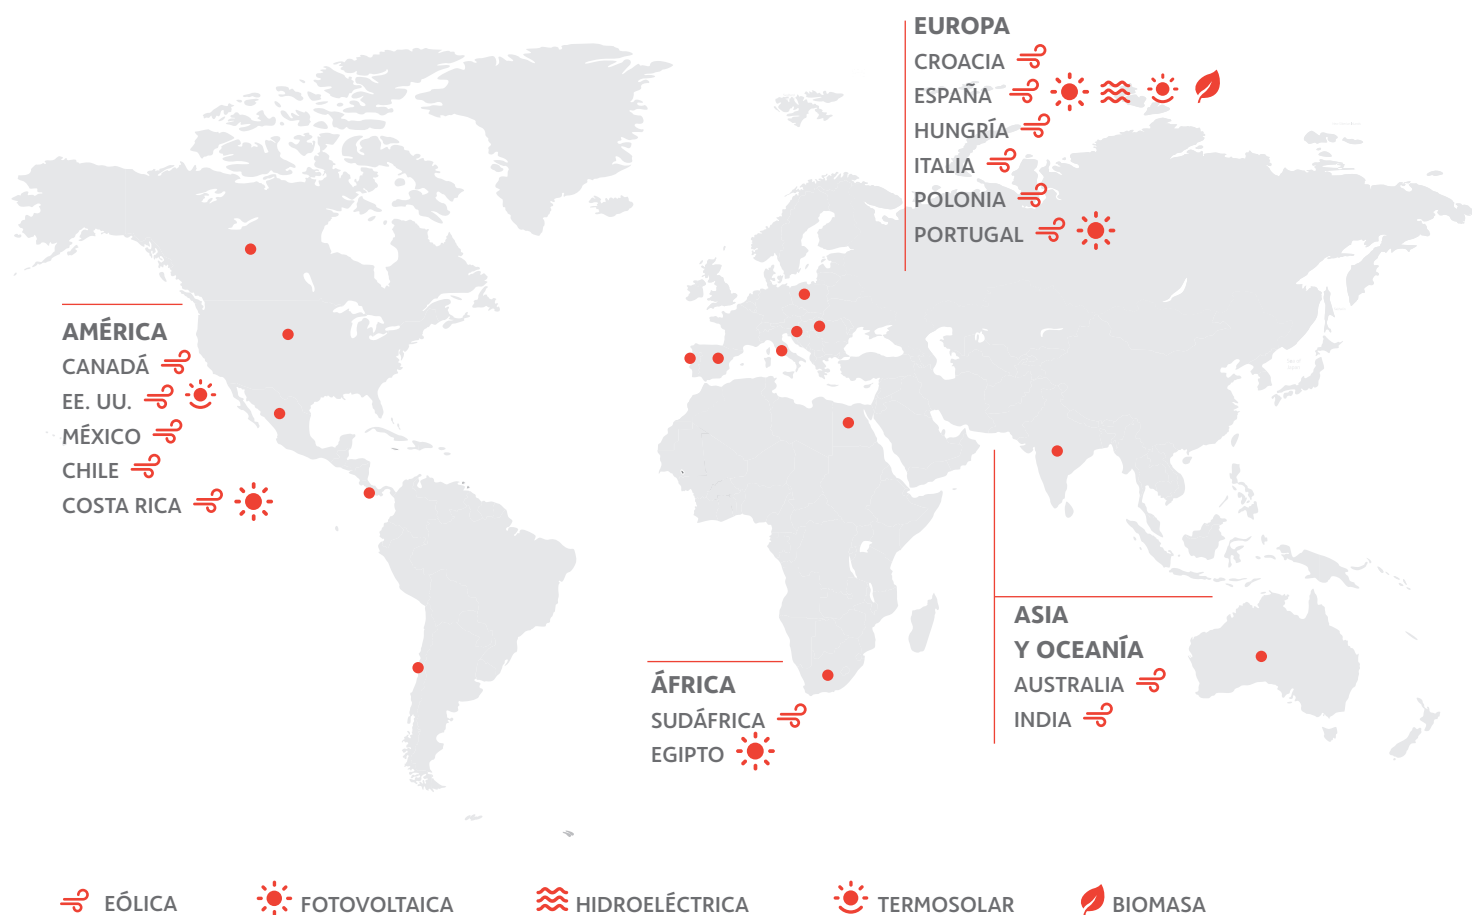 EUROPA
CROACIA
ESPAÑA
HUNGRÍA
ITALIA
POLONIA
PORTUGAL
AMÉRICA
CANADÁ
EE. UU.
MÉXICO
CHILE
COSTA RICA
ÁFRICA
SUDÁFRICA
EGIPTO
ASIA
Y OCEANÍA
AUSTRALIA
INDIA
EÓLICA
FOTOVOLTAICA
HIDROELÉCTRICA
TERMOSOLAR
BIOMASA